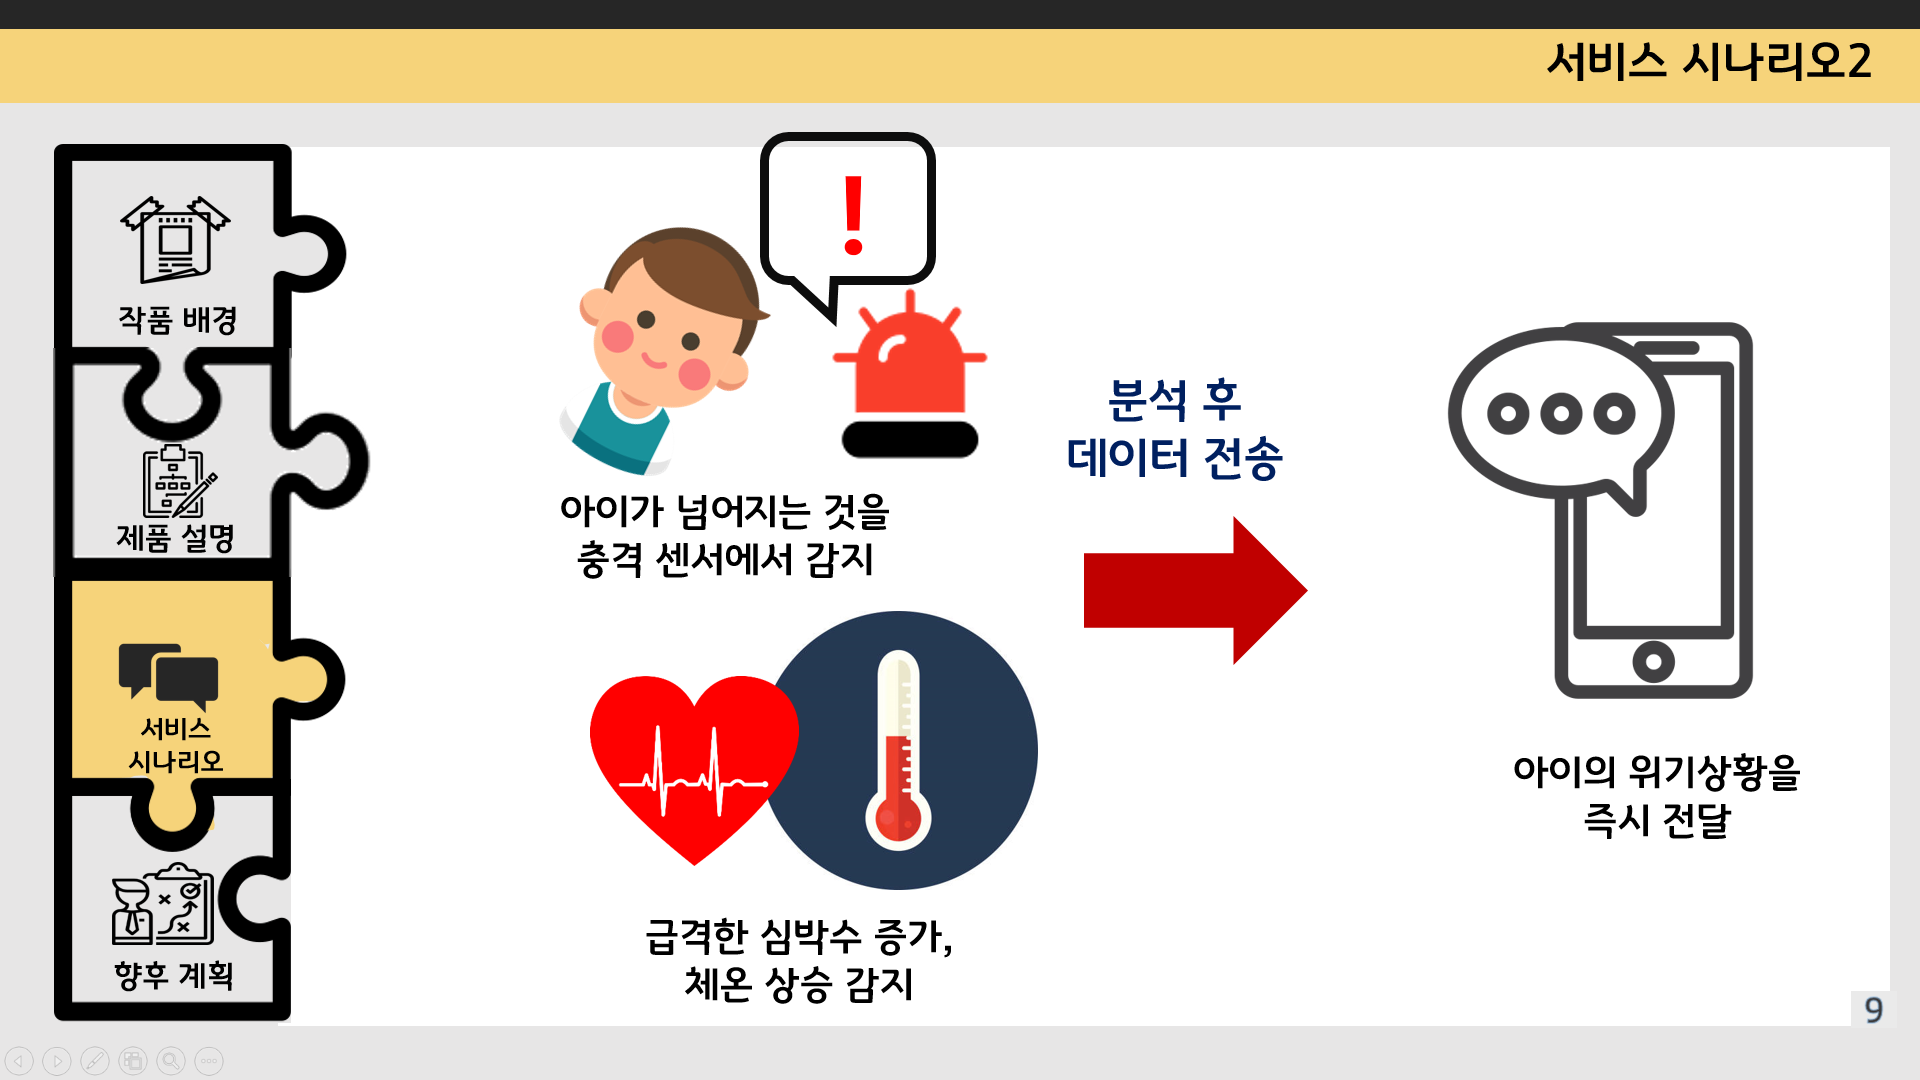 서비스 시나리오2
작품 배경
제품 설명
서비스
시나리오
향후 계획
!
아이가 넘어지는 것을
충격 센서에서 감지
급격한 심박수 증가,
체온 상승 감지
분석 후
데이터 전송
아이의 위기상황을
즉시 전달
9